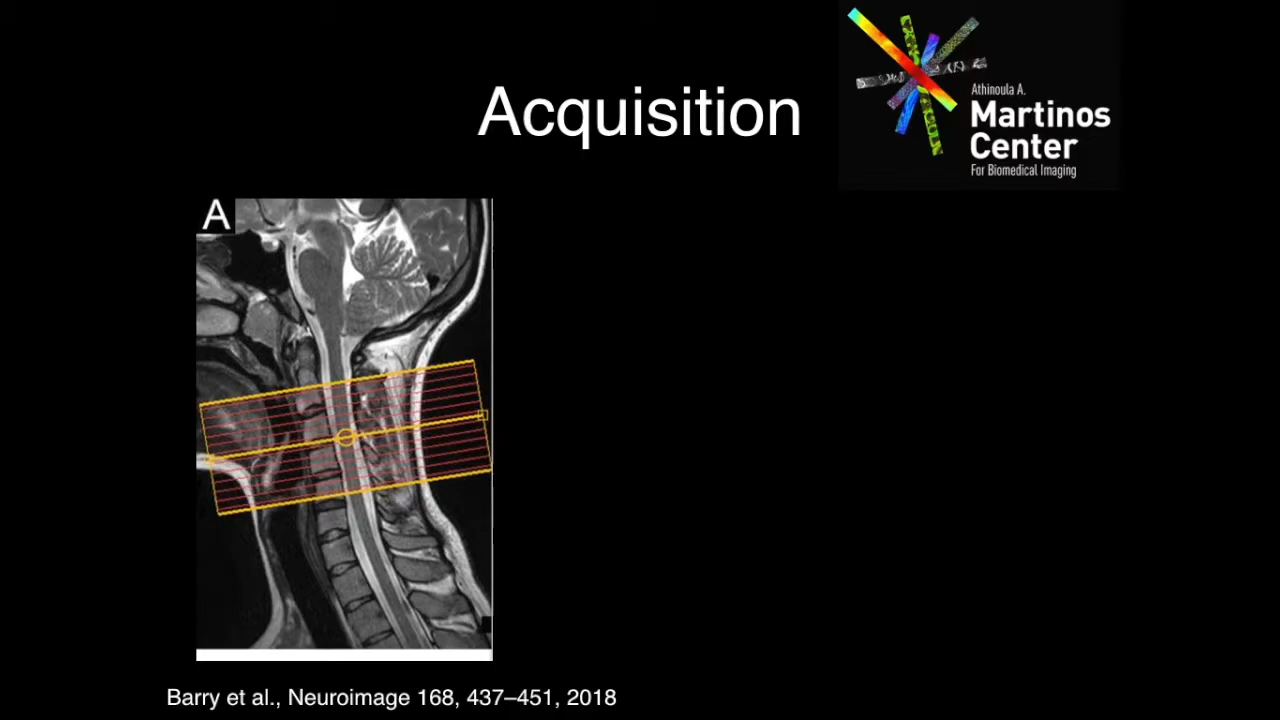 Acquisition
Athinoula A.
Martinos
Center
For Biomedical Imaging
A
Barry et al., Neuroimage 168, 437–451, 2018